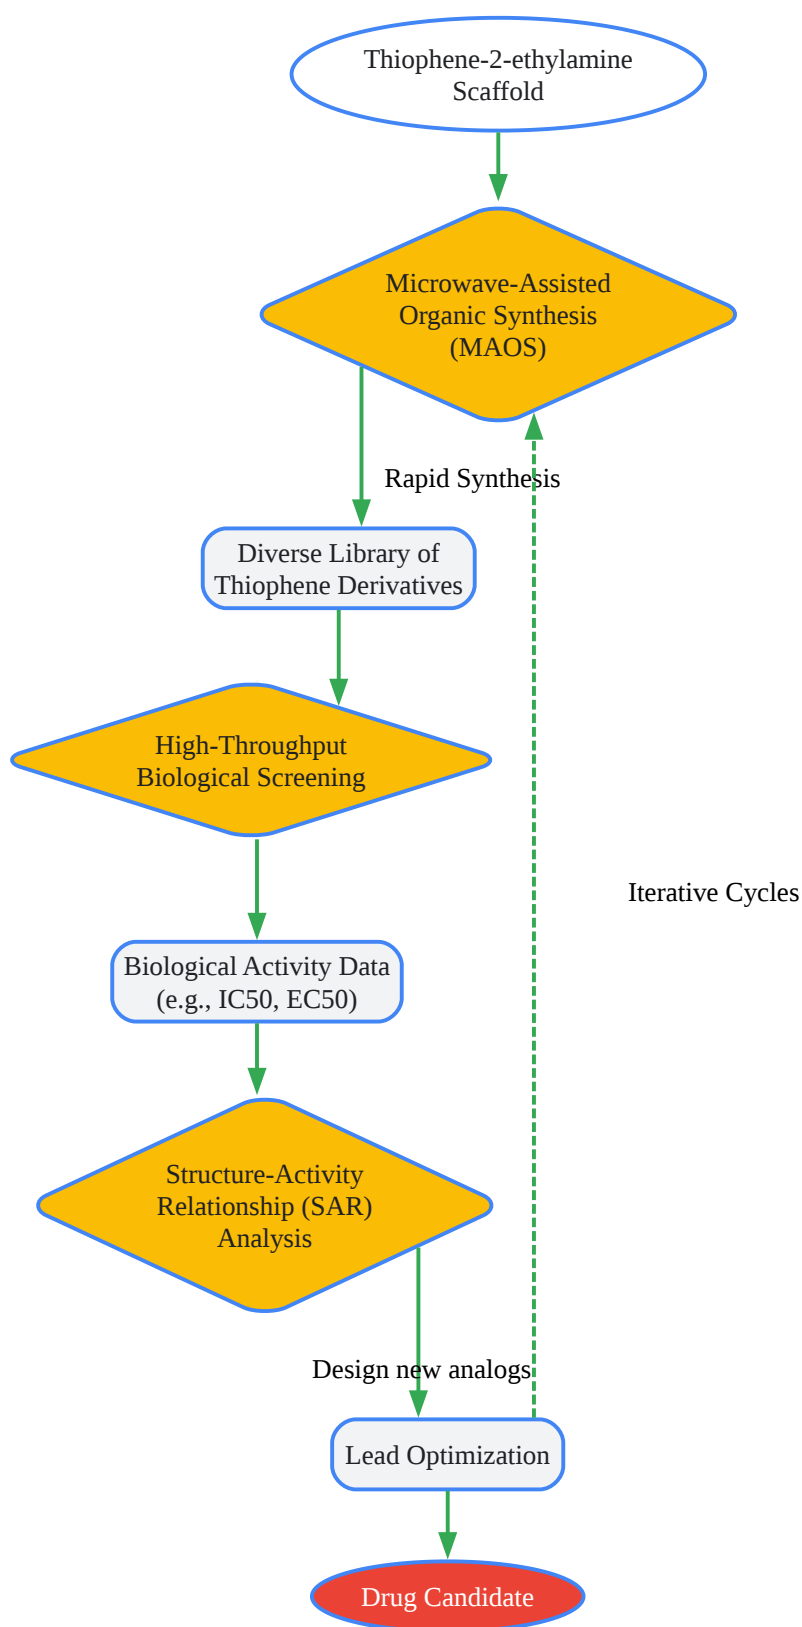 Thiophene-2-ethylamine
Scaffold
Microwave-Assisted
Organic Synthesis
(MAOS)
Rapid Synthesis
Diverse Library of
Thiophene Derivatives
High-Throughput
Biological Screening
Iterative Cycles
Biological Activity Data
(e.g., IC50, EC50)
Structure-Activity
Relationship (SAR)
Analysis
Design new analogs
Lead Optimization
Drug Candidate